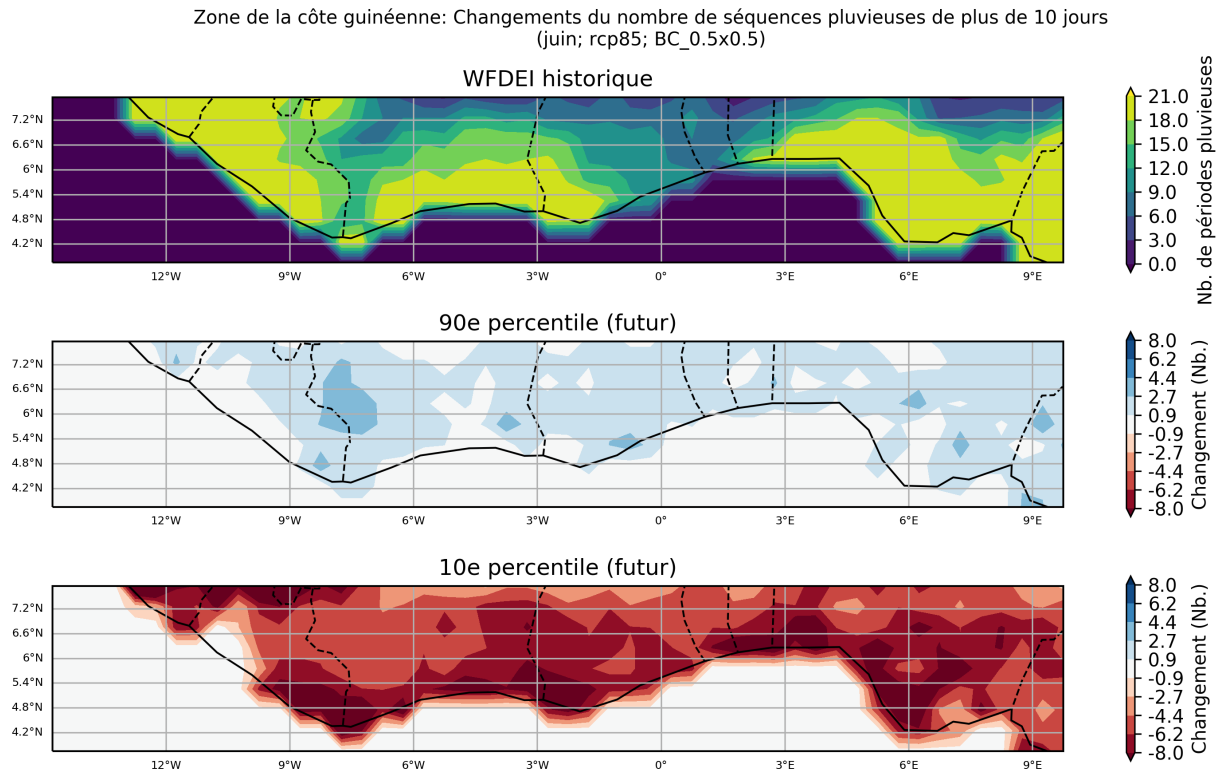 Zone de la côte guinéenne: Changements du nombre de séquences pluvieuses de plus de 10 jours
(juin; rcp85; BC_0.5x0.5)
WFDEI historique
7.2°N
6.6°N
6°N
5.4°N
4.8°N
4.2°N
12°W 9°W 6°W 3°W 0° 3°E 6°E 9°E
21.0
18.0
15.0
12.0
9.0
6.0
3.0
0.0
Nb. de périodes pluvieuses
90e percentile (futur)
7.2°N
6.6°N
6°N
5.4°N
4.8°N
4.2°N
12°W 9°W 6°W 3°W 0° 3°E 6°E 9°E
8.0
6.2
4.4
2.7
0.9
-0.9
-2.7
-4.4
-6.2
-8.0
Changement (Nb.)
10e percentile (futur)
7.2°N
6.6°N
6°N
5.4°N
4.8°N
4.2°N
12°W 9°W 6°W 3°W 0° 3°E 6°E 9°E
8.0
6.2
4.4
2.7
0.9
-0.9
-2.7
-4.4
-6.2
-8.0
Changement (Nb.)